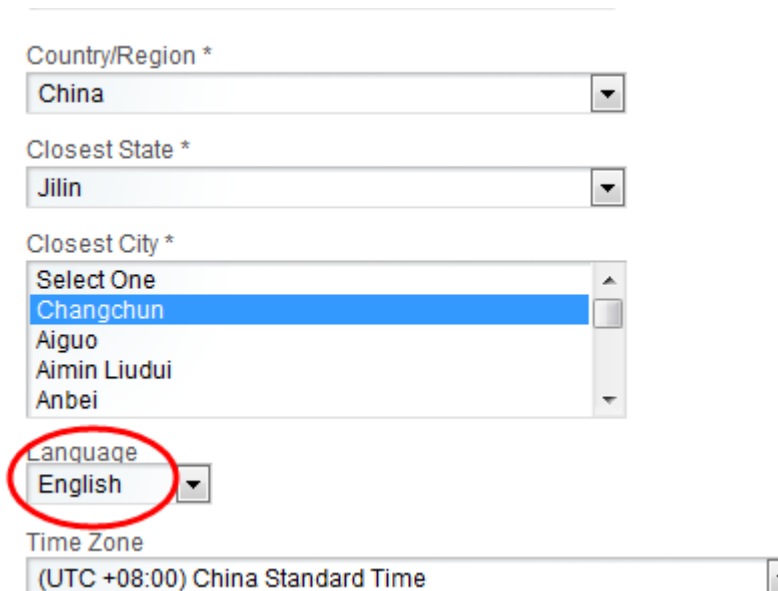 Country/Region *
China
Closest State *
Jilin
Closest City *
Select One
Changchun
Aiguo
Aimin Liudui
Anbei
Language
English
Time Zone
(UTC +08:00) China Standard Time